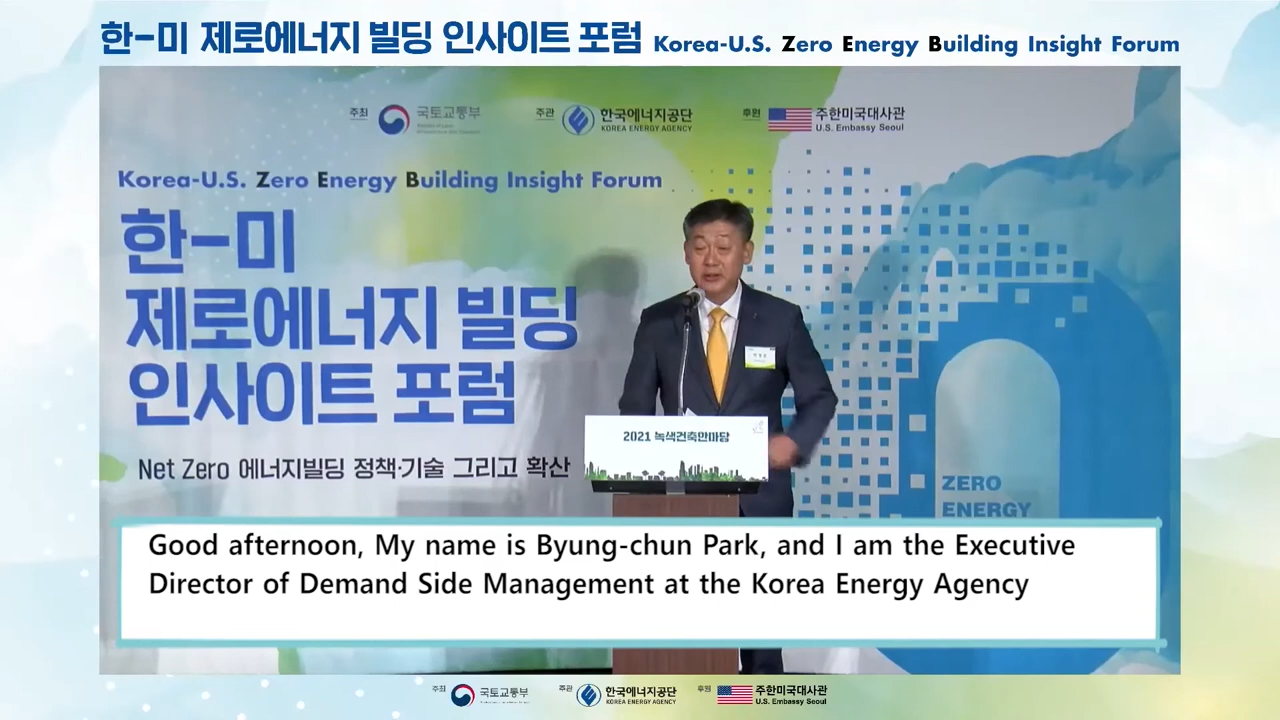 한-미 제로에너지 빌딩 인사이트 포럼 Korea-U.S. Zero Energy Building Insight Forum
주최 국토교통부 주관 한국에너지공단 KOREA ENERGY AGENCY 후원 주한미국대사관 U.S. Embassy Seoul
Korea-U.S. Zero Energy Building Insight Forum
한-미
제로에너지 빌딩
인사이트 포럼
Net Zero 에너지빌딩 정책·기술 그리고 확산
2021 녹색건축한마당
ZERO
ENERGY
Good afternoon, My name is Byung-chun Park, and I am the Executive
Director of Demand Side Management at the Korea Energy Agency
주최 국토교통부 주관 한국에너지공단 KOREA ENERGY AGENCY 후원 주한미국대사관 U.S. Embassy Seoul